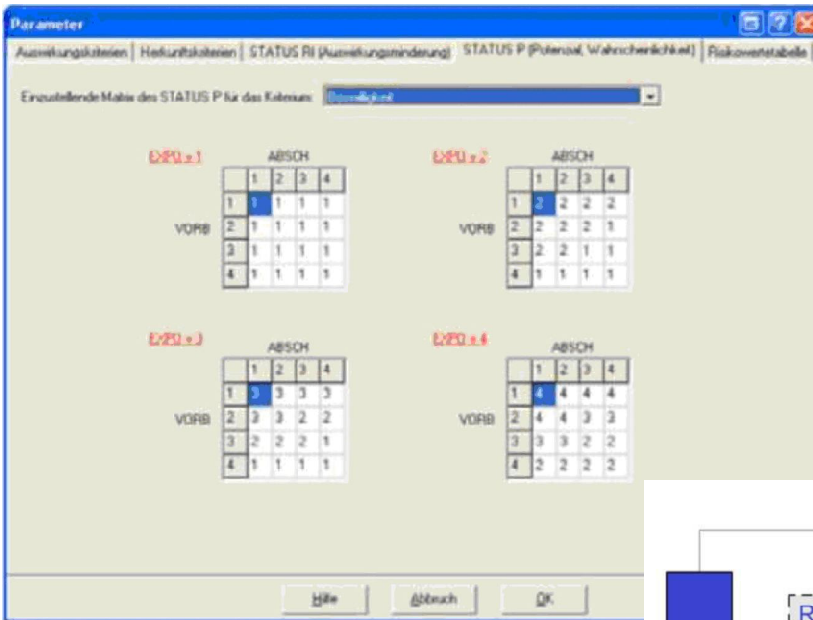 Parameter
Auswirkungskriterien Herkunftskriterien STATUS RI (Auswirkungsminderung) STATUS P (Potenzial, Wahrscheinlichkeit) Risikowertstabelle
Einzustellende Matrix des STATUS P für das Kriterium: Böswilligkeit
EXPO = 1
ABSCH
1 2 3 4
1 1 1 1 1
VORB 2 1 1 1 1
3 1 1 1 1
4 1 1 1 1
EXPO = 2
ABSCH
1 2 3 4
1 2 2 2 2
VORB 2 2 2 2 1
3 2 2 1 1
4 1 1 1 1
EXPO = 3
ABSCH
1 2 3 4
1 3 3 3 3
VORB 2 3 3 2 2
3 2 2 2 1
4 1 1 1 1
EXPO = 4
ABSCH
1 2 3 4
1 4 4 4 4
VORB 2 4 4 3 3
3 3 3 2 2
4 2 2 2 2
Hilfe Abbruch OK
R